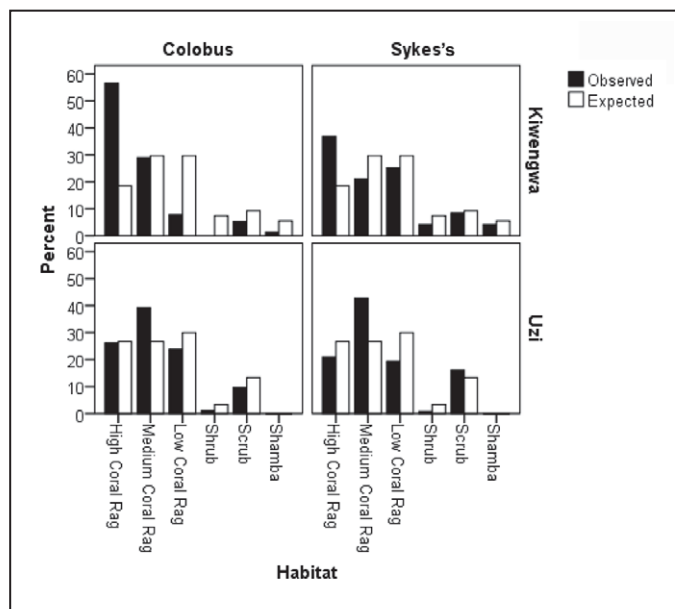 Colobus
Sykes's
Observed
Expected
Kiwengwa
Uzi
Percent
60
50
40
30
20
10
0
60
50
40
30
20
10
0
High Coral Rag
Medium Coral Rag
Low Coral Rag
Shrub
Scrub
Shamba
High Coral Rag
Medium Coral Rag
Low Coral Rag
Shrub
Scrub
Shamba
Habitat